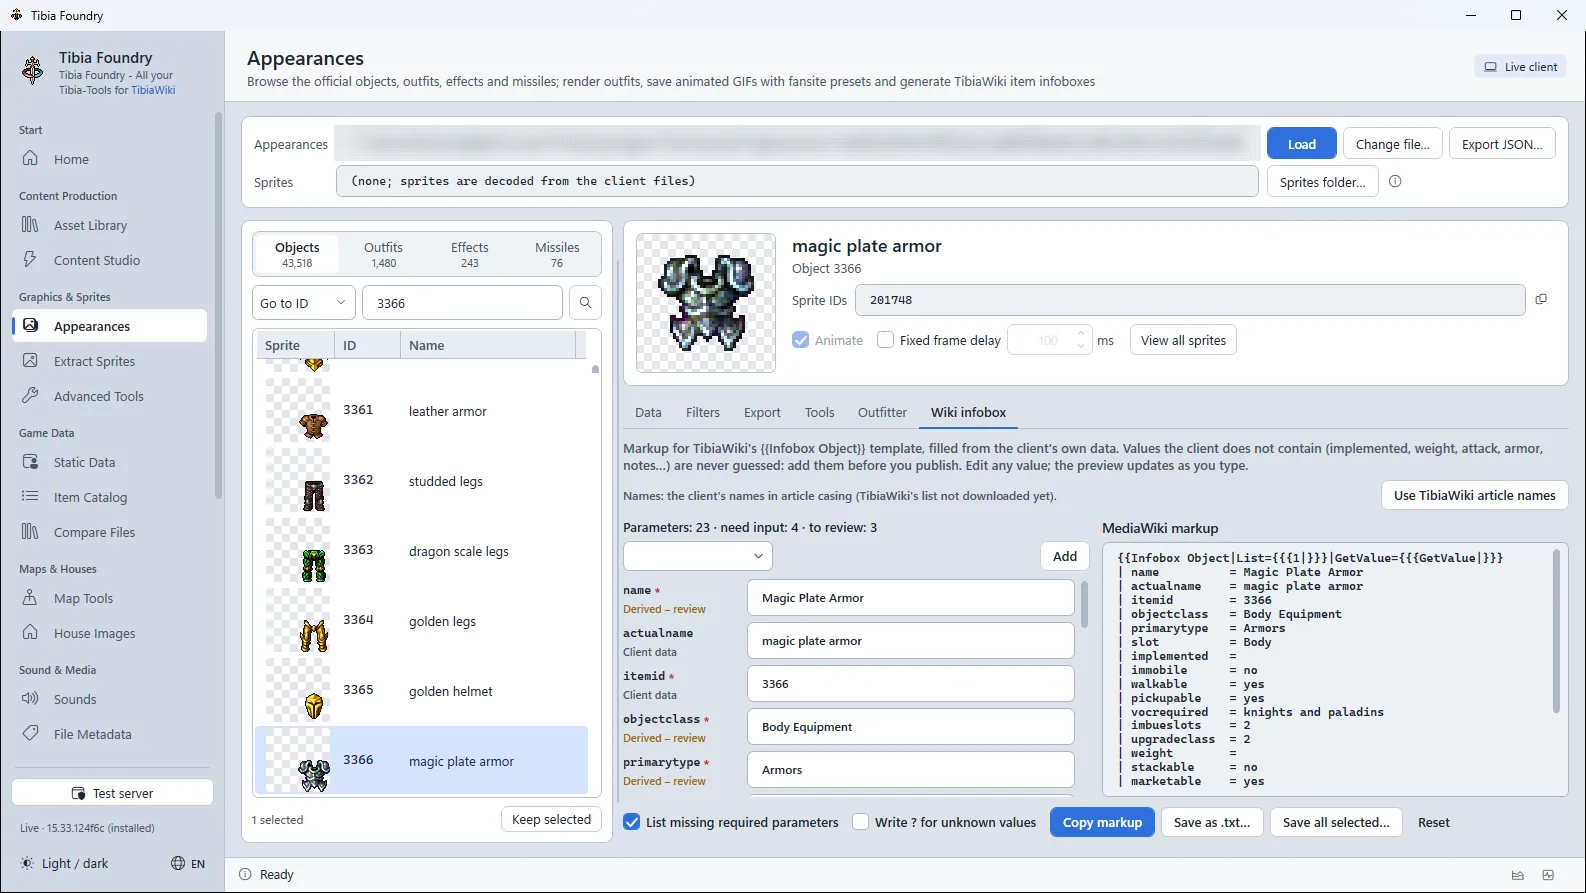 Tibia Foundry
Tibia Foundry
Tibia Foundry - All your
Tibia-Tools for TibiaWiki
Start
Home
Content Production
Asset Library
Content Studio
Graphics & Sprites
Appearances
Extract Sprites
Advanced Tools
Game Data
Static Data
Item Catalog
Compare Files
Maps & Houses
Map Tools
House Images
Sound & Media
Sounds
File Metadata
Test server
Live · 15.33.124f6c (installed)
Light / dark
EN
Appearances
Browse the official objects, outfits, effects and missiles; render outfits, save animated GIFs with fansite presets and generate TibiaWiki item infoboxes
Live client
Appearances
Load
Change file...
Export JSON...
Sprites
(none; sprites are decoded from the client files)
Sprites folder...
Objects
43,518
Outfits
1,480
Effects
243
Missiles
76
Go to ID
3366
Sprite ID Name
3361 leather armor
3362 studded legs
3363 dragon scale legs
3364 golden legs
3365 golden helmet
3366 magic plate armor
1 selected
Keep selected
magic plate armor
Object 3366
Sprite IDs
201748
Animate
Fixed frame delay
100
ms
View all sprites
Data
Filters
Export
Tools
Outfitter
Wiki infobox
Markup for TibiaWiki's {{Infobox Object}} template, filled from the client's own data. Values the client does not contain (implemented, weight, attack, armor,
notes...) are never guessed: add them before you publish. Edit any value; the preview updates as you type.
Names: the client's names in article casing (TibiaWiki's list not downloaded yet).
Use TibiaWiki article names
Parameters: 23 · need input: 4 · to review: 3
Add
name *
Derived – review
Magic Plate Armor
actualname
Client data
magic plate armor
itemid *
Client data
3366
objectclass *
Derived – review
Body Equipment
primarytype *
Derived – review
Armors
MediaWiki markup
{{Infobox Object|List={{{1|}}}|GetValue={{{GetValue|}}}
| name = Magic Plate Armor
| actualname = magic plate armor
| itemid = 3366
| objectclass = Body Equipment
| primarytype = Armors
| slot = Body
| implemented =
| immobile = no
| walkable = yes
| pickupable = yes
| vocrequired = knights and paladins
| imbueslots = 2
| upgradeclass = 2
| weight =
| stackable = no
| marketable = yes
List missing required parameters
Write ? for unknown values
Copy markup
Save as .txt...
Save all selected...
Reset
Ready